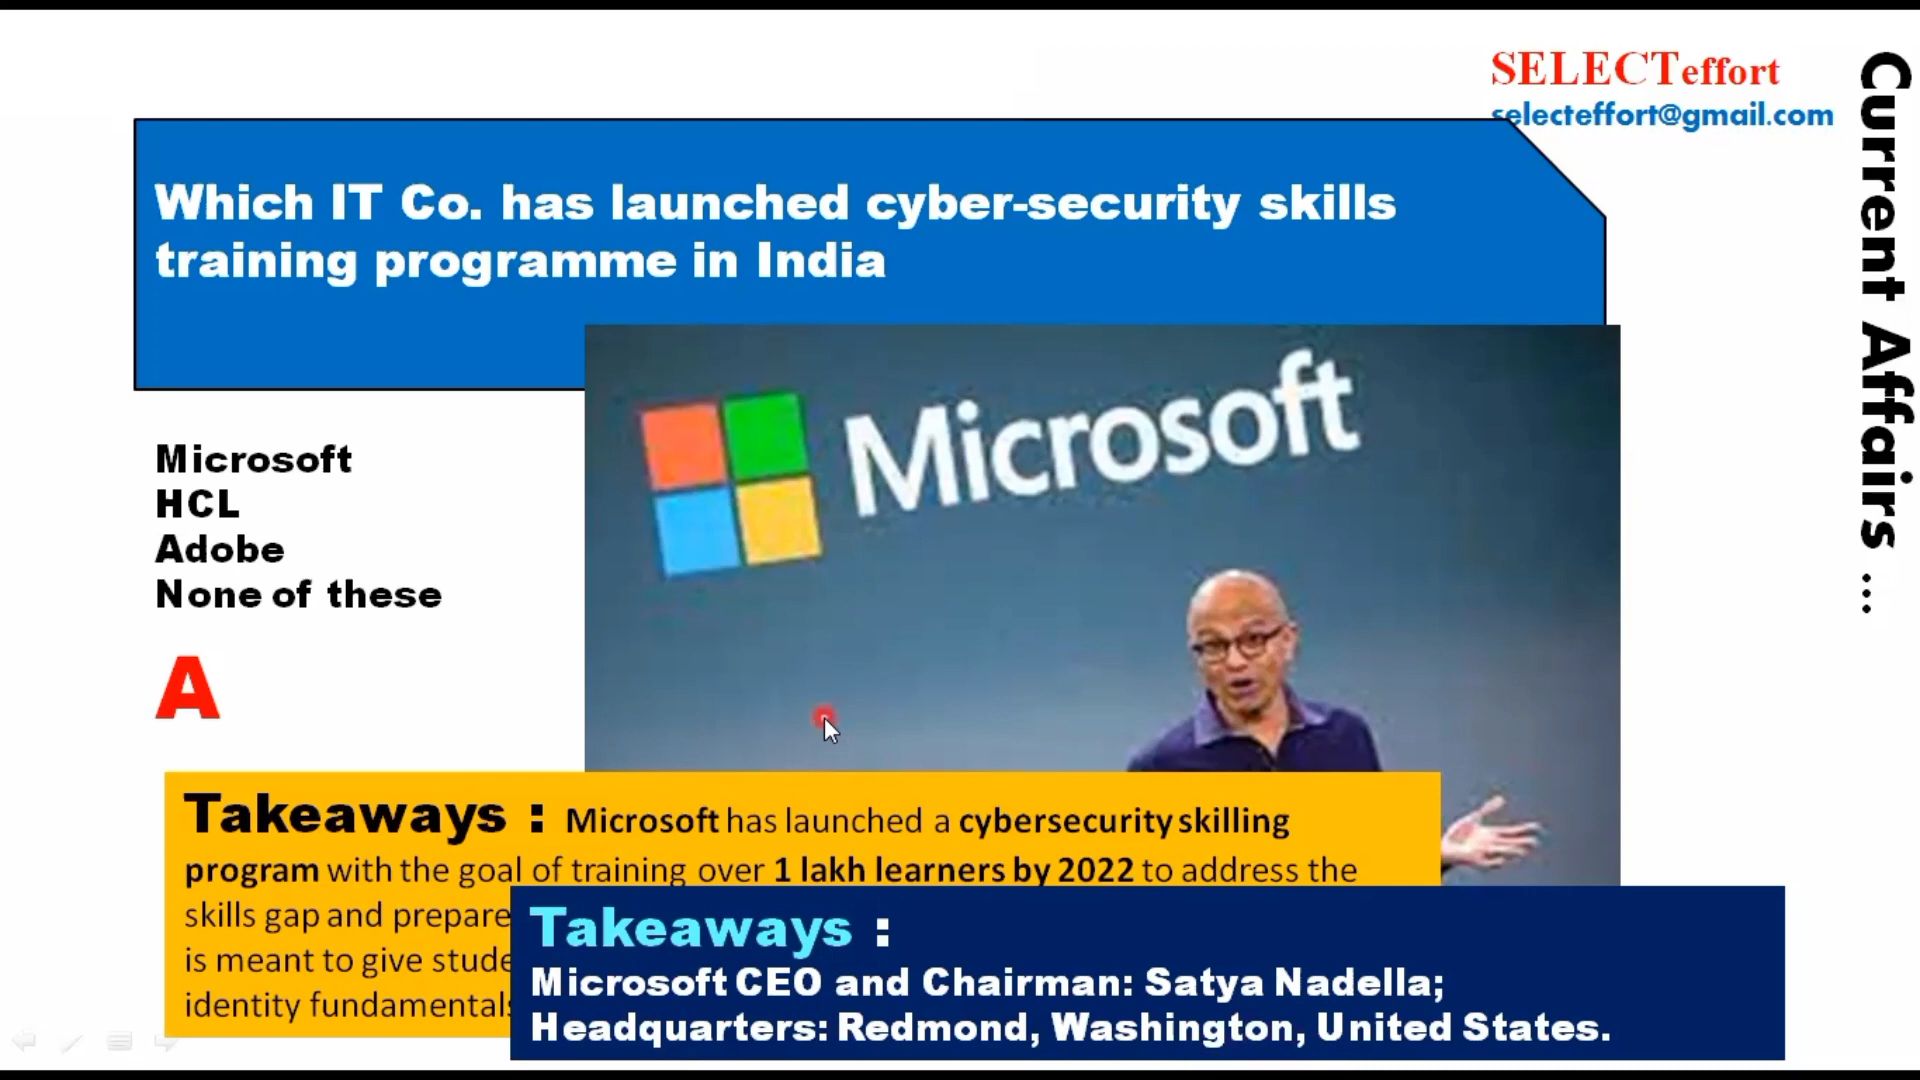 SELECTeffort
selecteffort@gmail.com
Current Affairs ...
Which IT Co. has launched cyber-security skills
training programme in India
Microsoft
Microsoft
HCL
Adobe
None of these
A
Takeaways : Microsoft has launched a cybersecurity skilling
program with the goal of training over 1 lakh learners by 2022 to address the
skills gap and prepare
is meant to give
identity
Takeaways :
Microsoft CEO and Chairman: Satya Nadella;
Headquarters: Redmond, Washington, United States.